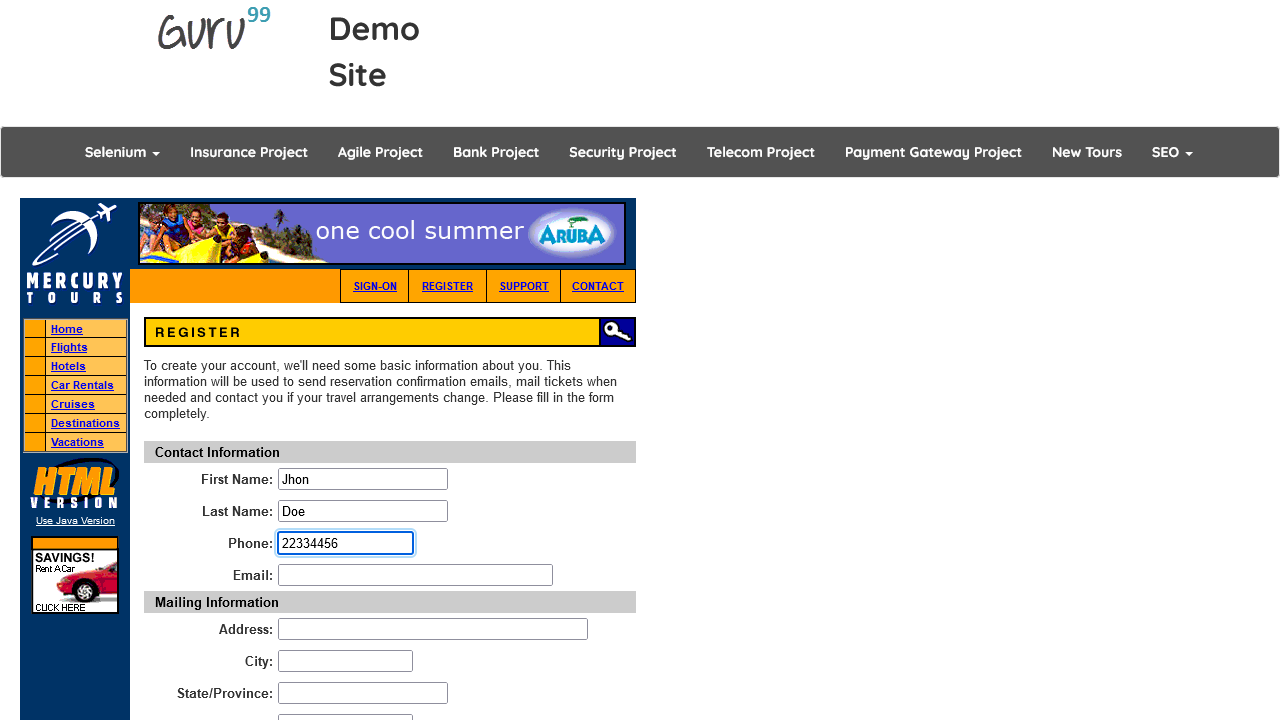 Guru99
Demo
Site
Selenium
Insurance Project
Agile Project
Bank Project
Security Project
Telecom Project
Payment Gateway Project
New Tours
SEO
MERCURY
TOURS
one cool summer
ARUBA
SIGN-ON
REGISTER
SUPPORT
CONTACT
Home
Flights
Hotels
Car Rentals
Cruises
Destinations
Vacations
HTML
VERSION
Use Java Version
SAVINGS!
Rent A Car
CLICK HERE
REGISTER
To create your account, we'll need some basic information about you. This
information will be used to send reservation confirmation emails, mail tickets when
needed and contact you if your travel arrangements change. Please fill in the form
completely.
Contact Information
First Name: Jhon
Last Name: Doe
Phone: 22334456
Email:
Mailing Information
Address:
City:
State/Province: